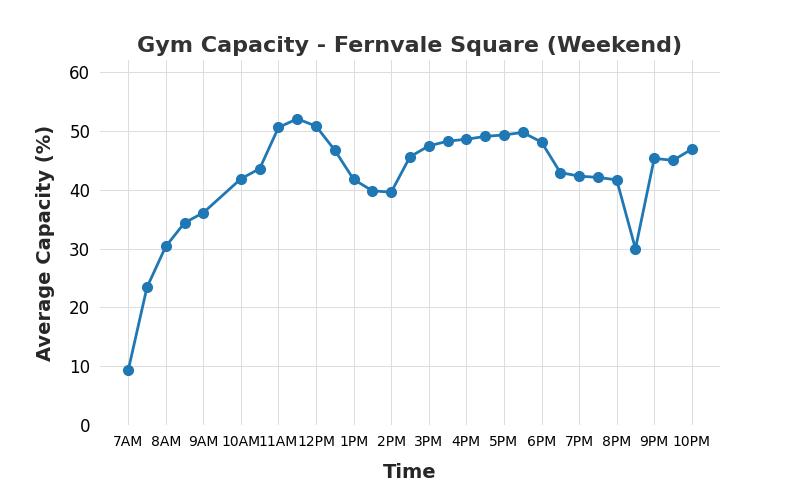 Gym Capacity - Fernvale Square (Weekend)
60
50
40
30
20
10
0
Average Capacity (%)
7AM 8AM 9AM 10AM 11AM 12PM 1PM 2PM 3PM 4PM 5PM 6PM 7PM 8PM 9PM 10PM
Time